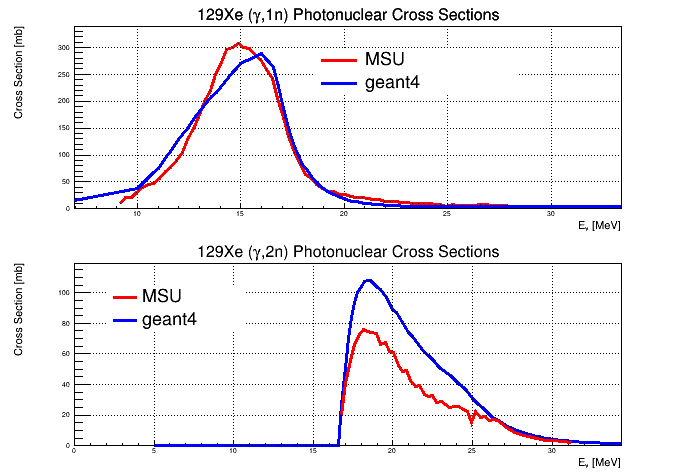 129Xe (γ,1n) Photonuclear Cross Sections
Cross Section [mb]
300
250
200
150
100
50
0
MSU
geant4
10 15 20 25 30
Eγ [MeV]
129Xe (γ,2n) Photonuclear Cross Sections
Cross Section [mb]
100
80
60
40
20
0
MSU
geant4
0 5 10 15 20 25 30
Eγ [MeV]